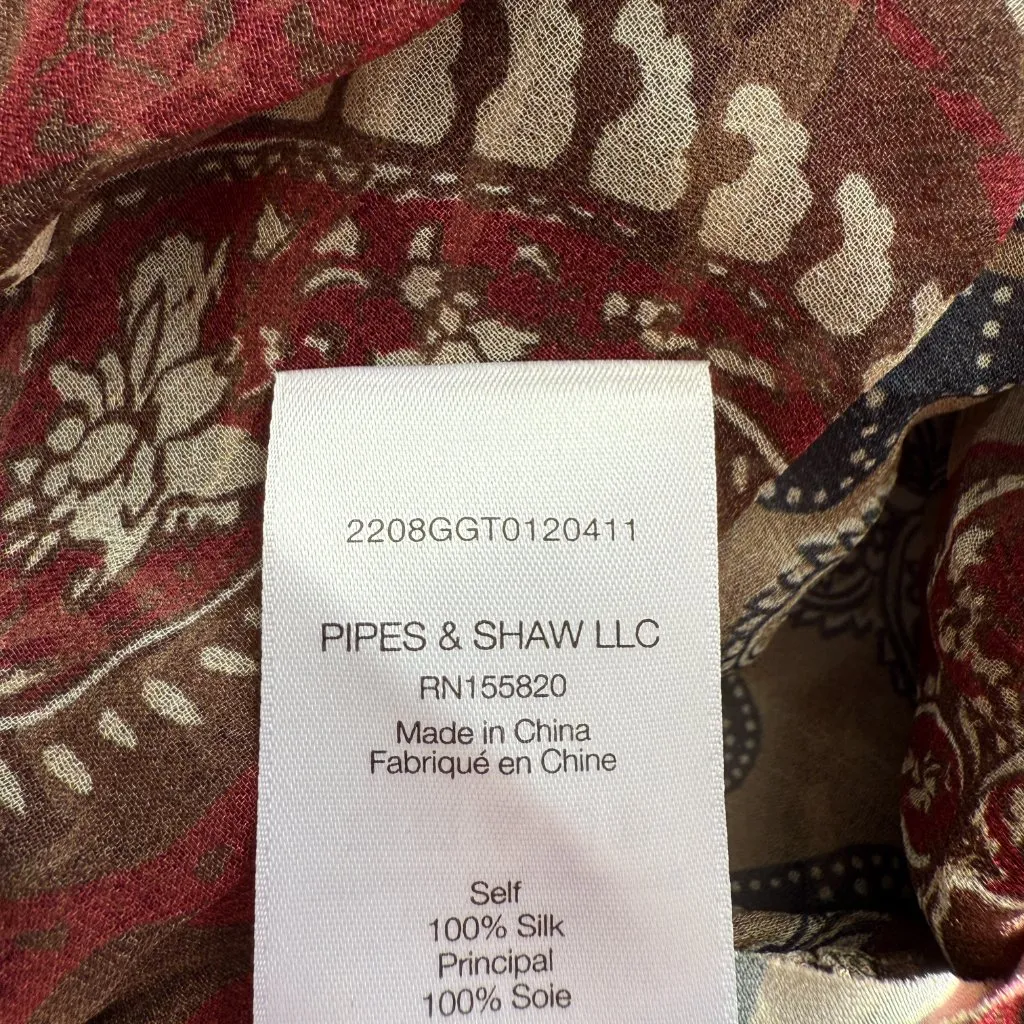 2208GGT0120411
PIPES & SHAW LLC
RN155820
Made in China
Fabriqué en Chine
Self
100% Silk
Principal
100% Soie